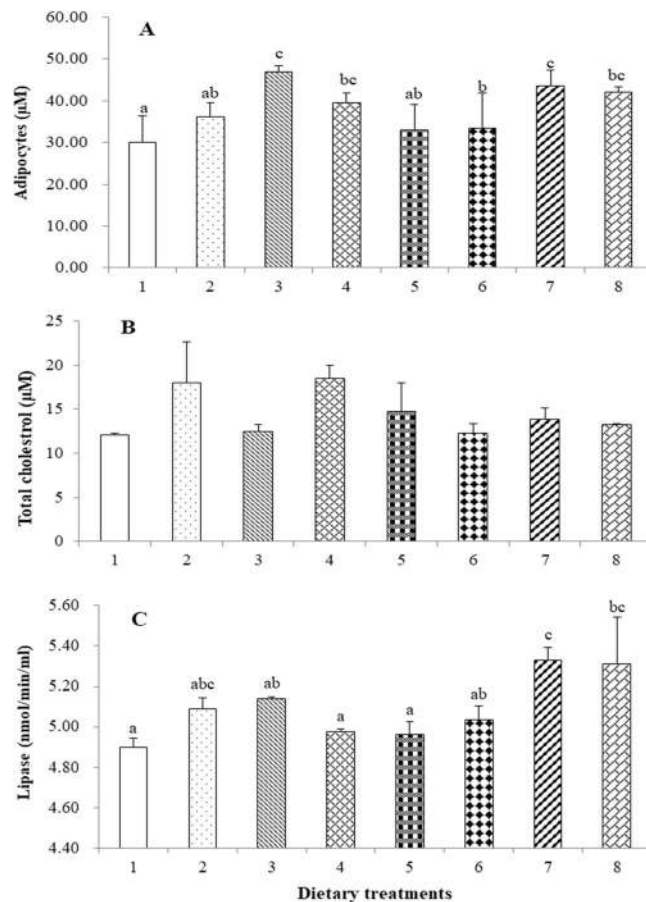 A
Adipocytes (µM)
60.00
50.00
40.00
30.00
20.00
10.00
0.00
a
ab
c
bc
ab
b
c
bc
1 2 3 4 5 6 7 8
B
Total cholestrol (µM)
25
20
15
10
5
0
1 2 3 4 5 6 7 8
C
Lipase (nmol/min/ml)
5.60
5.40
5.20
5.00
4.80
4.60
4.40
a
abc
ab
a
a
ab
c
bc
1 2 3 4 5 6 7 8
Dietary treatments